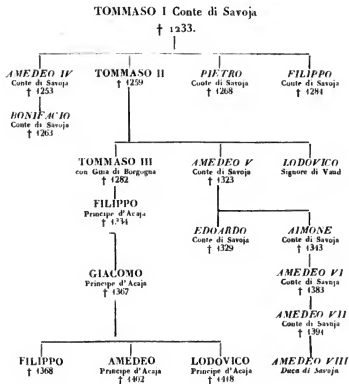 TOMMASO I Conte di Savoja
† 1233.
AMEDEO IV TOMMASO II PIETRO FILIPPO
Conte di Savoja † 1259 Conte di Savoja Conte di Savoja
† 1253 † 1268 † 1284
BONIFACIO
Conte di Savoja
† 1263
TOMMASO III AMEDEO V LODOVICO
con Guia di Borgogna Conte di Savoja Signore di Vaud
† 1282 † 1323
FILIPPO
Principe d'Acaja
† 1334
EDOARDO AIMONE
Conte di Savoja Conte di Savoja
† 1329 † 1343
GIACOMO
Principe d'Acaja
† 1367
AMEDEO VI
Conte di Savoja
† 1383
AMEDEO VII
Conte di Savoja
† 1391
FILIPPO AMEDEO LODOVICO AMEDEO VIII
† 1368 Principe d'Acaja Principe d'Acaja Duca di Savoja
† 1402 † 1418